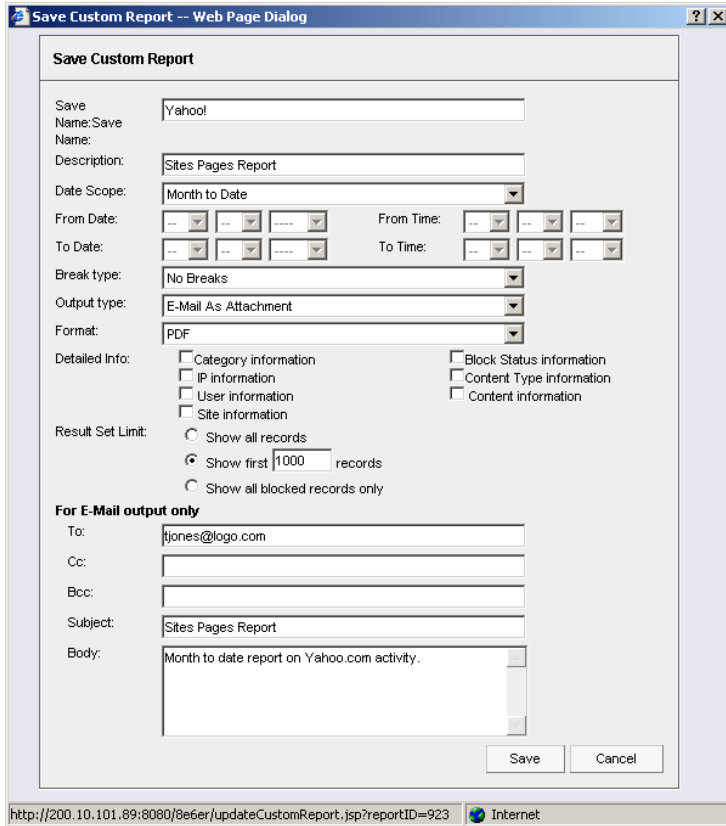 Save Custom Report -- Web Page Dialog
Save Custom Report
Save Name:Save Name:
Yahoo!
Description:
Sites Pages Report
Date Scope:
Month to Date
From Date: -- -- ---- From Time: -- -- --
To Date: -- -- ---- To Time: -- -- --
Break type:
No Breaks
Output type:
E-Mail As Attachment
Format:
PDF
Detailed Info:
Category information
Block Status information
IP information
Content Type information
User information
Content information
Site information
Result Set Limit:
Show all records
Show first 1000 records
Show all blocked records only
For E-Mail output only
To:
tjones@logo.com
Cc:
Bcc:
Subject:
Sites Pages Report
Body:
Month to date report on Yahoo.com activity.
Save Cancel
http://200.10.101.89:8080/8e6er/updateCustomReport.jsp?reportID=923 Internet